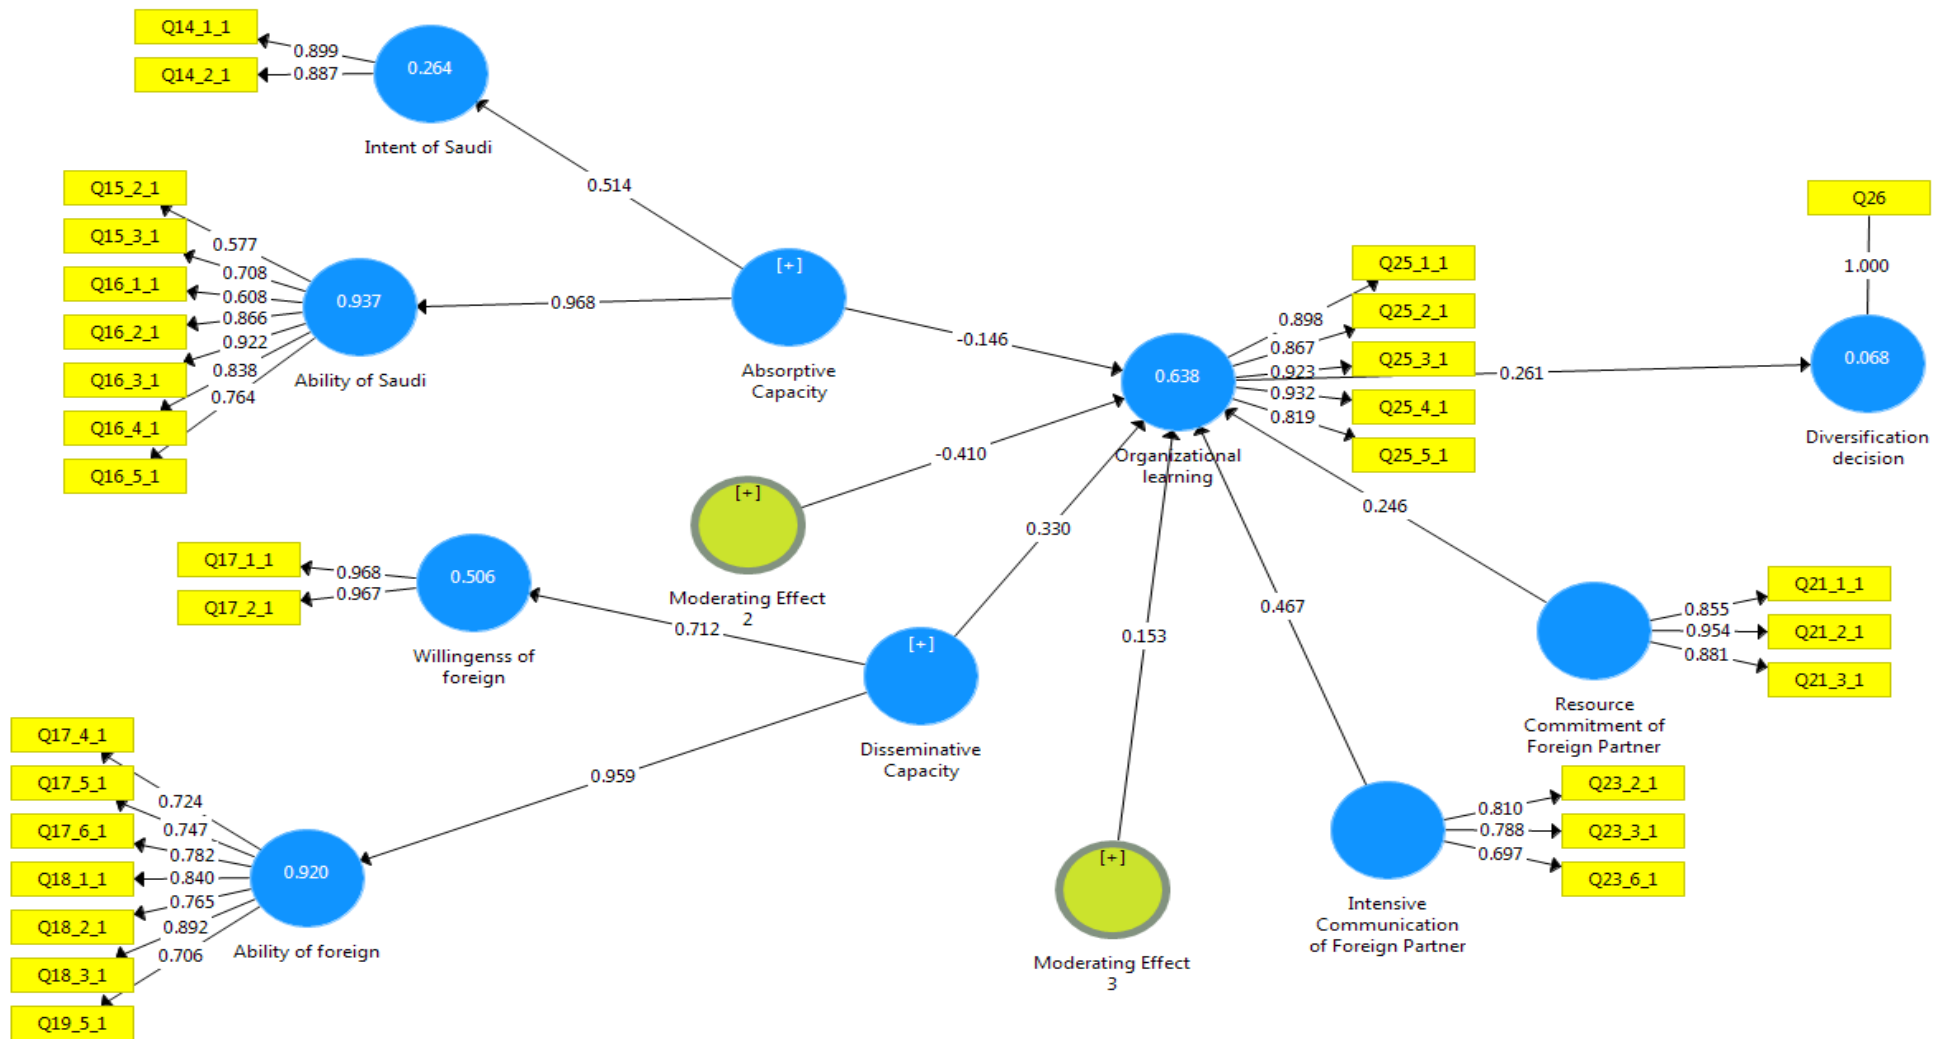 Q14_1_1
0.899
Q14_2_1
0.887
0.264
Intent of Saudi
0.514
Q15_2_1
Q15_3_1
Q16_1_1
Q16_2_1
Q16_3_1
Q16_4_1
Q16_5_1
0.577
0.708
0.608
0.866
0.922
0.838
0.764
0.937
Ability of Saudi
0.968
[+]
Absorptive
Capacity
-0.146
[+]
Moderating Effect
2
-0.410
Q17_1_1
Q17_2_1
0.968
0.967
0.506
Willingenss of
foreign
0.712
[+]
Disseminative
Capacity
0.330
0.959
Q17_4_1
Q17_5_1
Q17_6_1
Q18_1_1
Q18_2_1
Q18_3_1
Q19_5_1
0.724
0.747
0.782
0.840
0.765
0.892
0.706
0.920
Ability of foreign
0.638
Organizational
learning
0.898
0.867
0.923
0.932
0.819
Q25_1_1
Q25_2_1
Q25_3_1
Q25_4_1
Q25_5_1
0.261
Q26
1.000
0.068
Diversification
decision
0.246
Resource
Commitment of
Foreign Partner
0.855
0.954
0.881
Q21_1_1
Q21_2_1
Q21_3_1
0.467
Intensive
Communication
of Foreign Partner
0.810
0.788
0.697
Q23_2_1
Q23_3_1
Q23_6_1
0.153
[+]
Moderating Effect
3